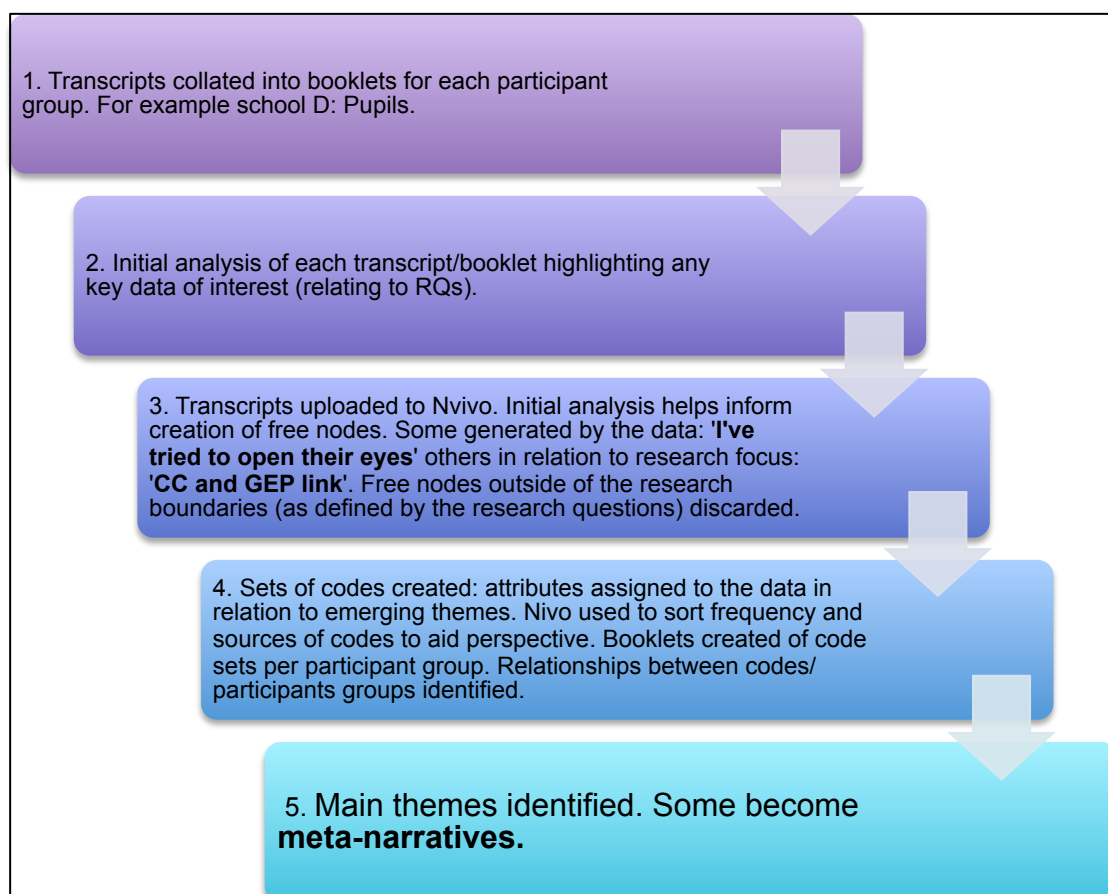 1. Transcripts collated into booklets for each participant
group. For example school D: Pupils.
2. Initial analysis of each transcript/booklet highlighting any
key data of interest (relating to RQs).
3. Transcripts uploaded to Nvivo. Initial analysis helps inform
creation of free nodes. Some generated by the data: 'I've
tried to open their eyes' others in relation to research focus:
'CC and GEP link'. Free nodes outside of the research
boundaries (as defined by the research questions) discarded.
4. Sets of codes created: attributes assigned to the data in
relation to emerging themes. Nivo used to sort frequency and
sources of codes to aid perspective. Booklets created of code
sets per participant group. Relationships between codes/
participants groups identified.
5. Main themes identified. Some become
meta-narratives.